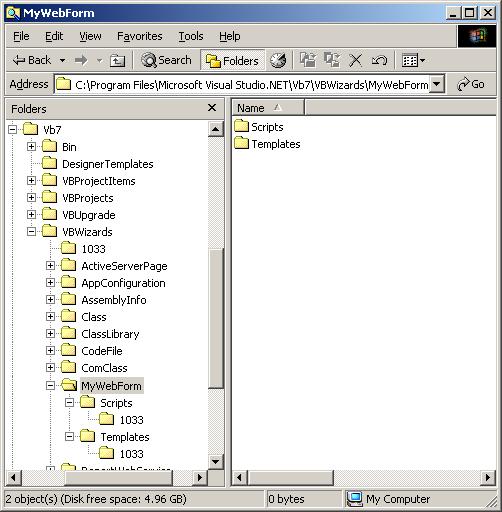 MyWebForm
File Edit View Favorites Tools Help
Back Search Folders
Address C:\Program Files\Microsoft Visual Studio.NET\Vb7\VBWizards\MyWebForm Go
Folders
Name
Vb7
Bin
DesignerTemplates
VBProjectItems
VBProjects
VBUpgrade
VBWizards
1033
ActiveServerPage
AppConfiguration
AssemblyInfo
Class
ClassLibrary
CodeFile
ComClass
MyWebForm
Scripts
1033
Templates
1033
ReportWebService
Scripts
Templates
2 object(s) (Disk free space: 4.96 GB) 0 bytes My Computer